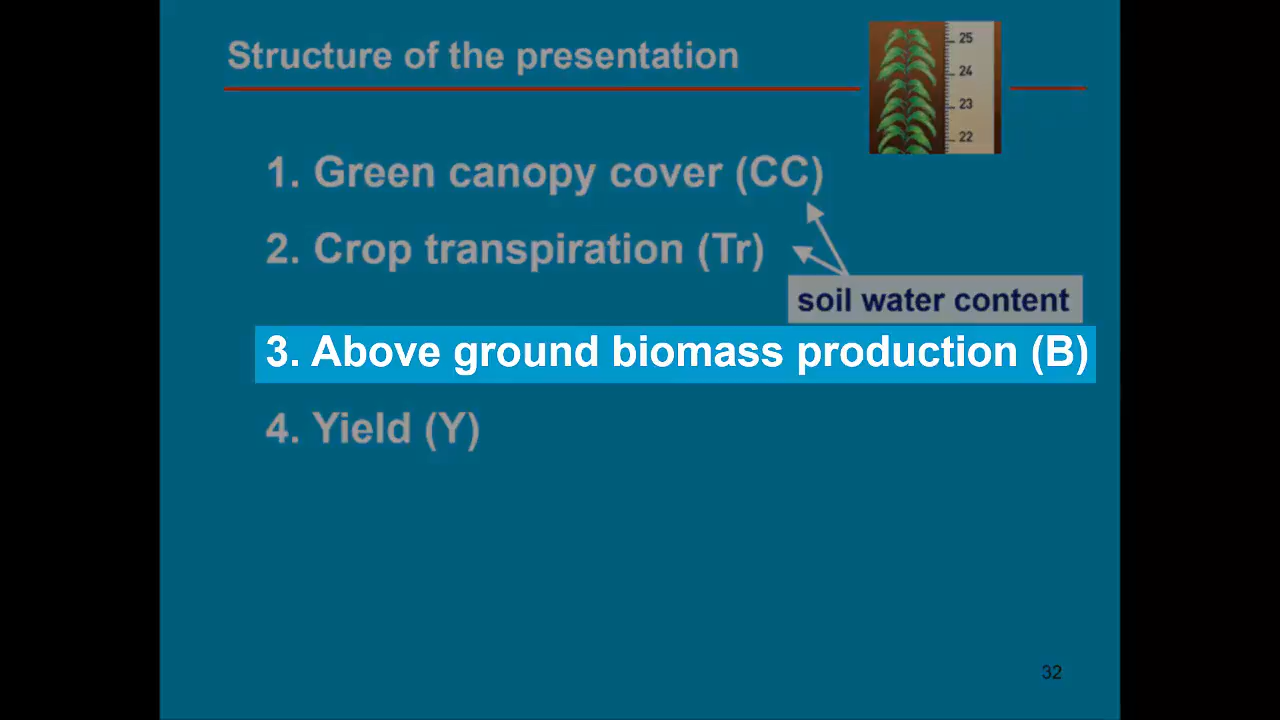 Structure of the presentation
25
24
23
22
1. Green canopy cover (CC)
2. Crop transpiration (Tr)
soil water content
3. Above ground biomass production (B)
4. Yield (Y)
32